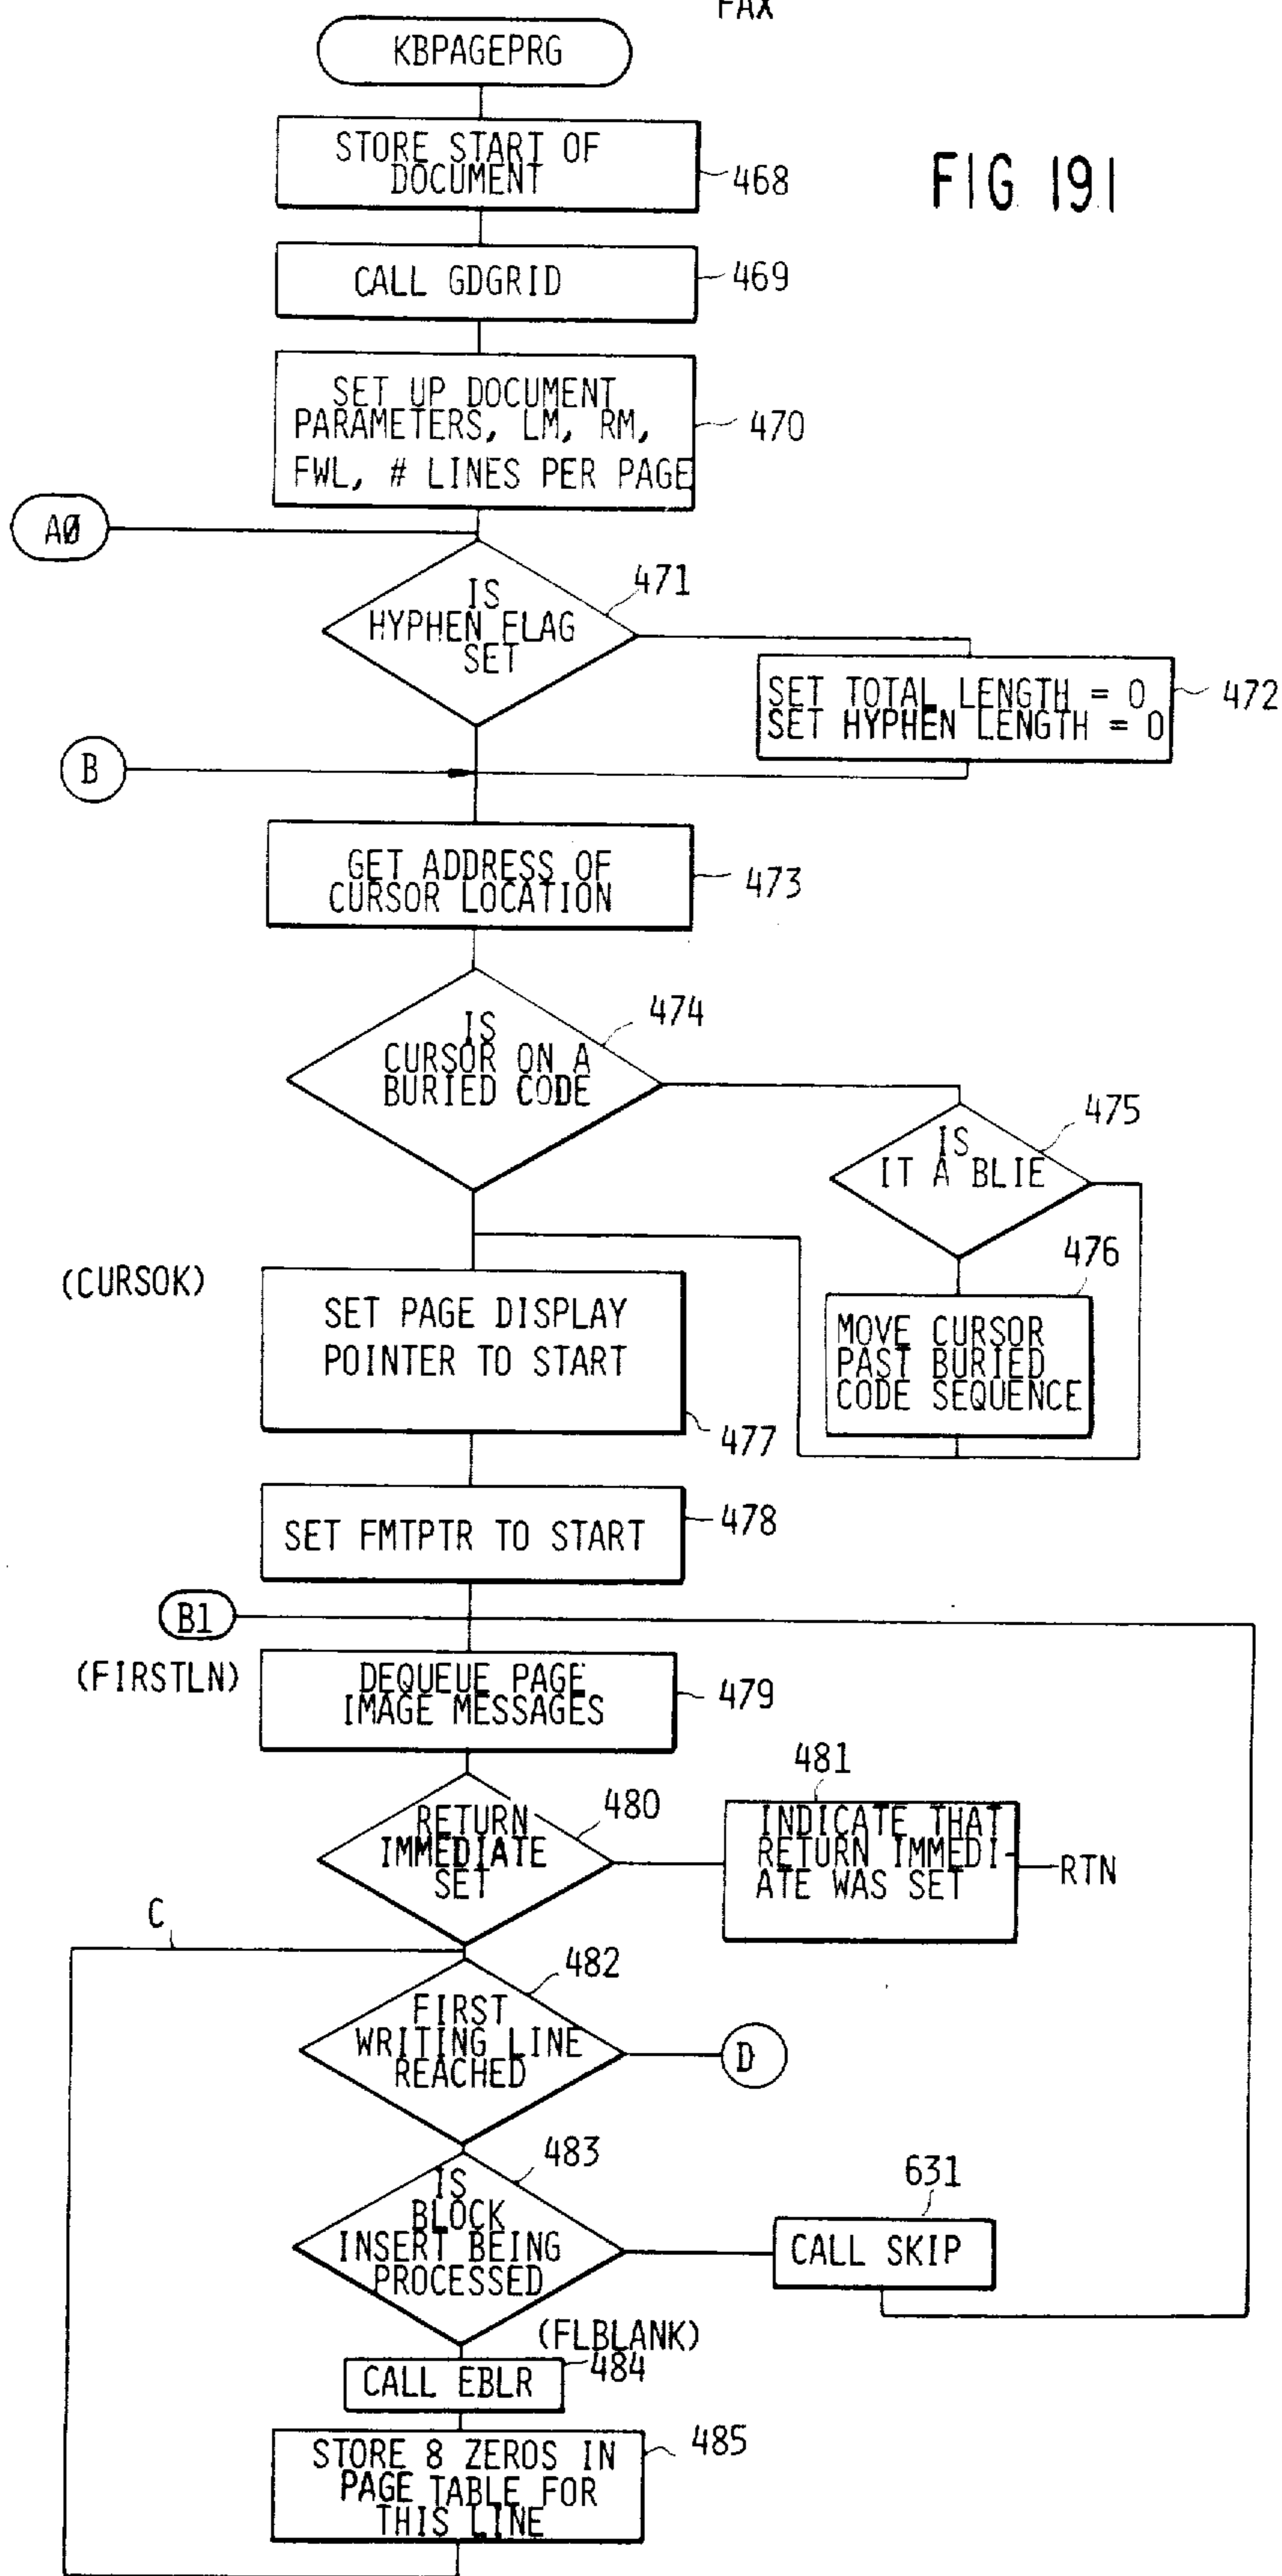 FAX
KBPAGEPRG
STORE START OF
DOCUMENT
468
FIG 191
CALL GDGRID
469
SET UP DOCUMENT
PARAMETERS, LM, RM,
FWL, # LINES PER PAGE
470
AØ
IS
HYPHEN FLAG
SET
471
SET TOTAL LENGTH = 0
SET HYPHEN LENGTH = 0
472
B
GET ADDRESS OF
CURSOR LOCATION
473
IS
CURSOR ON A
BURIED CODE
474
IS
IT A BLIE
475
476
(CURSOK)
SET PAGE DISPLAY
POINTER TO START
477
MOVE CURSOR
PAST BURIED
CODE SEQUENCE
SET FMTPTR TO START
478
B1
(FIRSTLN)
DEQUEUE PAGE
IMAGE MESSAGES
479
RETURN
IMMEDIATE
SET
480
481
INDICATE THAT
RETURN IMMEDI-
ATE WAS SET
RTN
C
FIRST
WRITING LINE
REACHED
482
D
IS
BLOCK
INSERT BEING
PROCESSED
483
631
CALL SKIP
(FLBLANK)
CALL EBLR
484
STORE 8 ZEROS IN
PAGE TABLE FOR
THIS LINE
485